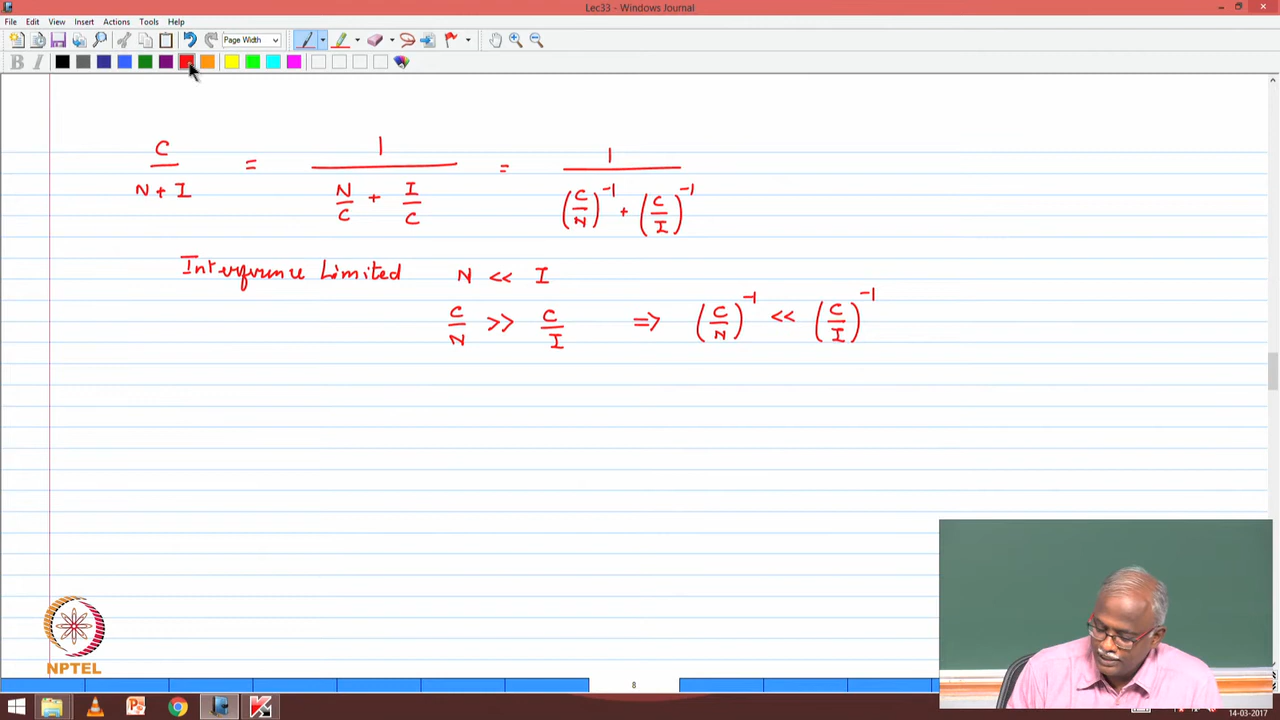 Lec33 - Windows Journal
File Edit View Insert Actions Tools Help
Page Width
B I
C/(N + I) = 1/(N/C + I/C) = 1/((C/N)^-1 + (C/I)^-1)
Interference Limited N << I
C/N >> C/I => (C/N)^-1 << (C/I)^-1
NPTEL
8
14-03-2017